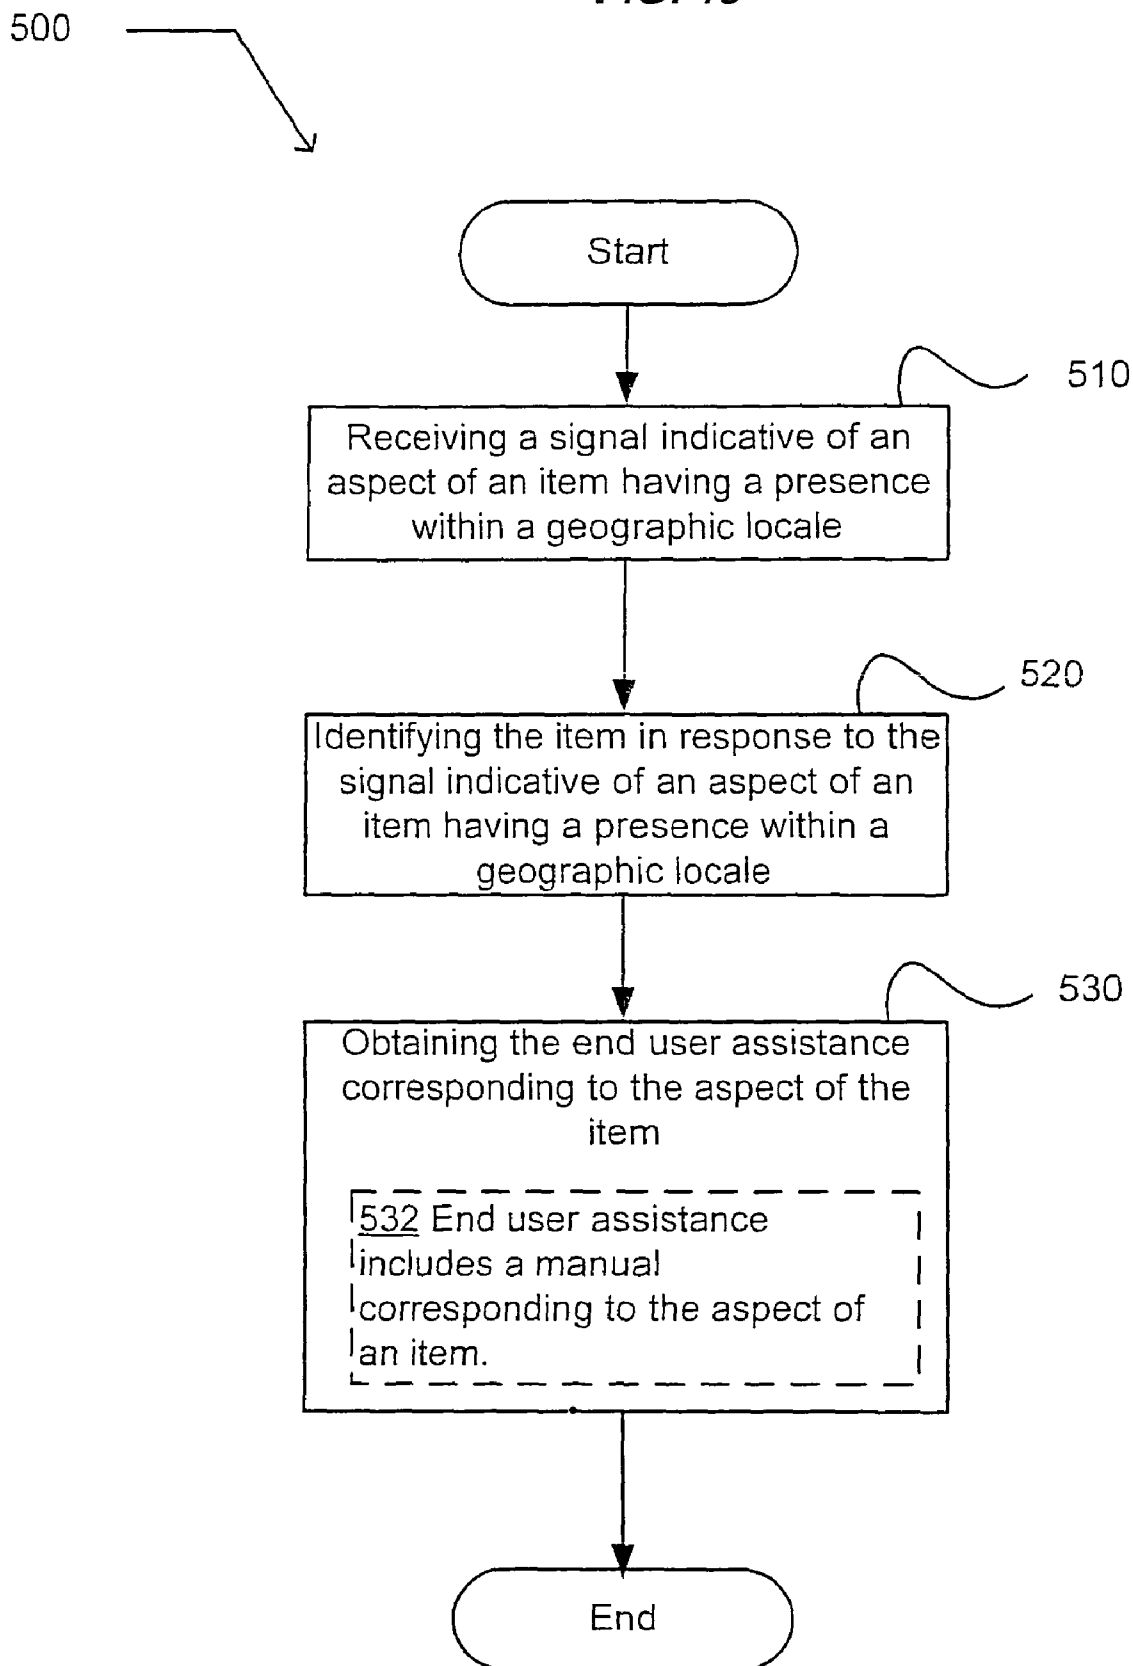 500
Start
510
Receiving a signal indicative of an
aspect of an item having a presence
within a geographic locale
520
Identifying the item in response to the
signal indicative of an aspect of an
item having a presence within a
geographic locale
530
Obtaining the end user assistance
corresponding to the aspect of the
item
532 End user assistance
includes a manual
corresponding to the aspect of
an item.
End